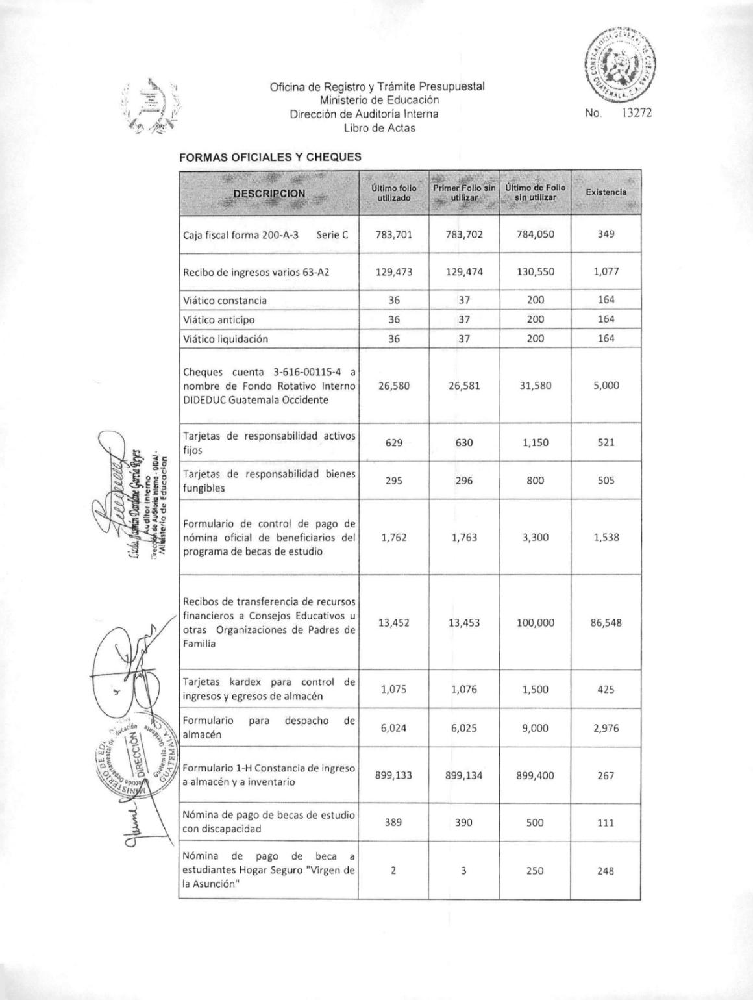 CONTRALORIA GENERAL DE CUENTAS
GUATEMALA, C.A.
No. 13272
Oficina de Registro y Trámite Presupuestal
Ministerio de Educación
Dirección de Auditoría Interna
Libro de Actas
FORMAS OFICIALES Y CHEQUES
DESCRIPCION Último folio utilizado Primer Folio sin utilizar Último de Folio sin utilizar Existencia
Caja fiscal forma 200-A-3 Serie C 783,701 783,702 784,050 349
Recibo de ingresos varios 63-A2 129,473 129,474 130,550 1,077
Viático constancia 36 37 200 164
Viático anticipo 36 37 200 164
Viático liquidación 36 37 200 164
Cheques cuenta 3-616-00115-4 a
nombre de Fondo Rotativo Interno 26,580 26,581 31,580 5,000
DIDEDUC Guatemala Occidente
Tarjetas de responsabilidad activos
fijos 629 630 1,150 521
Tarjetas de responsabilidad bienes
fungibles 295 296 800 505
Formulario de control de pago de
nómina oficial de beneficiarios del 1,762 1,763 3,300 1,538
programa de becas de estudio
Recibos de transferencia de recursos
financieros a Consejos Educativos u
otras Organizaciones de Padres de 13,452 13,453 100,000 86,548
Familia
Tarjetas kardex para control de
ingresos y egresos de almacén 1,075 1,076 1,500 425
Formulario para despacho de
almacén 6,024 6,025 9,000 2,976
Formulario 1-H Constancia de ingreso
a almacén y a inventario 899,133 899,134 899,400 267
Nómina de pago de becas de estudio
con discapacidad 389 390 500 111
Nómina de pago de beca a
estudiantes Hogar Seguro "Virgen de 2 3 250 248
la Asunción"
Auditor Interno
Dirección de Auditoría Interna - DIDAI -
Ministerio de Educacion
DIRECCIÓN
Guatemala, Occidente
GUATEMALA, C.A.